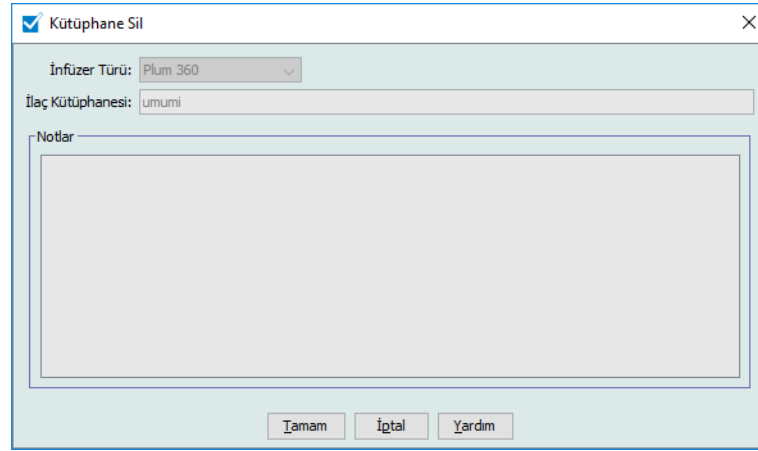 Kütüphane Sil
İnfüzer Türü: Plum 360
İlaç Kütüphanesi: umumi
Notlar
Tamam İptal Yardım